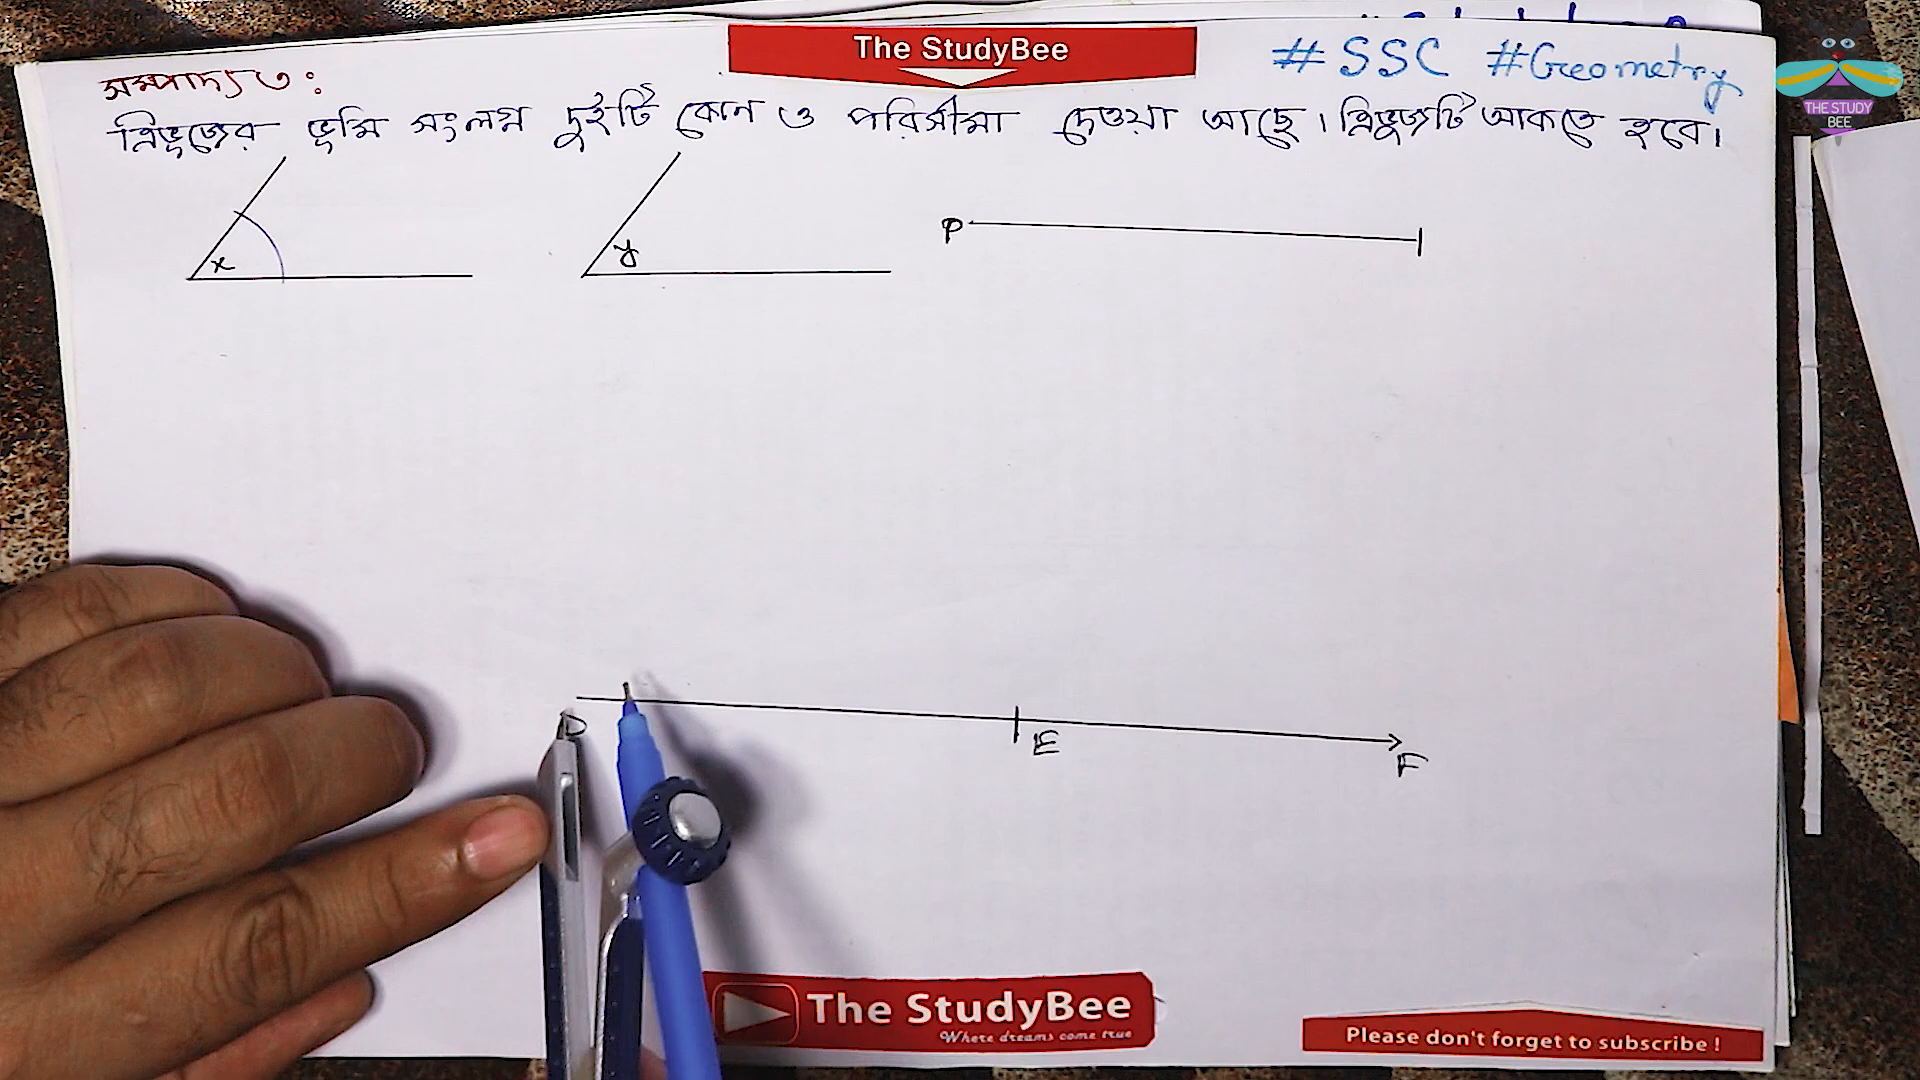 The StudyBee
#SSC #Geometry
THE STUDY
BEE
সম্পাদ্য ৩ :
ত্রিভুজের ভূমি সংলগ্ন দুইটি কোন ও পরিসীমা দেওয়া আছে। ত্রিভুজটি আকতে হবে।
x
y
P
D
E
F
The StudyBee
Where dreams come true
Please don't forget to subscribe !